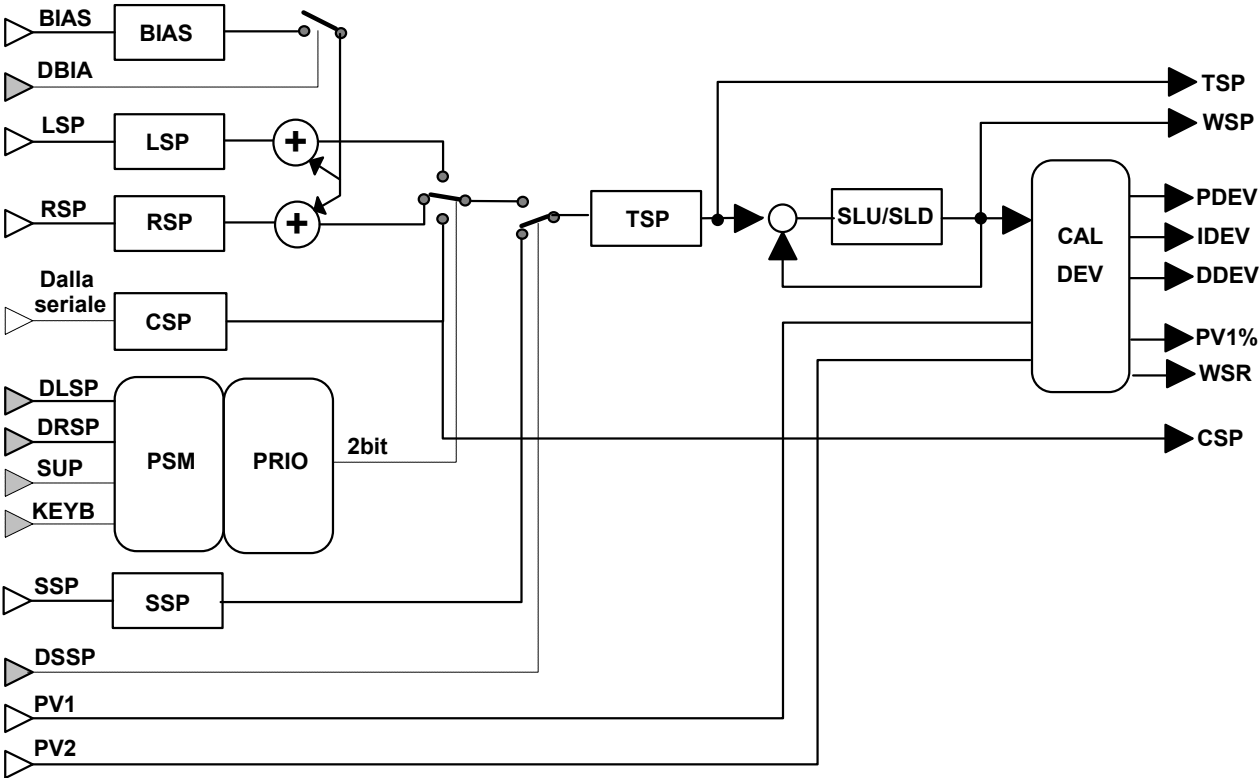 BIAS
BIAS
DBIA
LSP
LSP
+
RSP
RSP
+
Dalla
seriale
CSP
DLSP
DRSP
SUP
KEYB
PSM
PRIO
2bit
SSP
SSP
DSSP
PV1
PV2
TSP
SLU/SLD
CAL
DEV
TSP
WSP
PDEV
IDEV
DDEV
PV1%
WSR
CSP